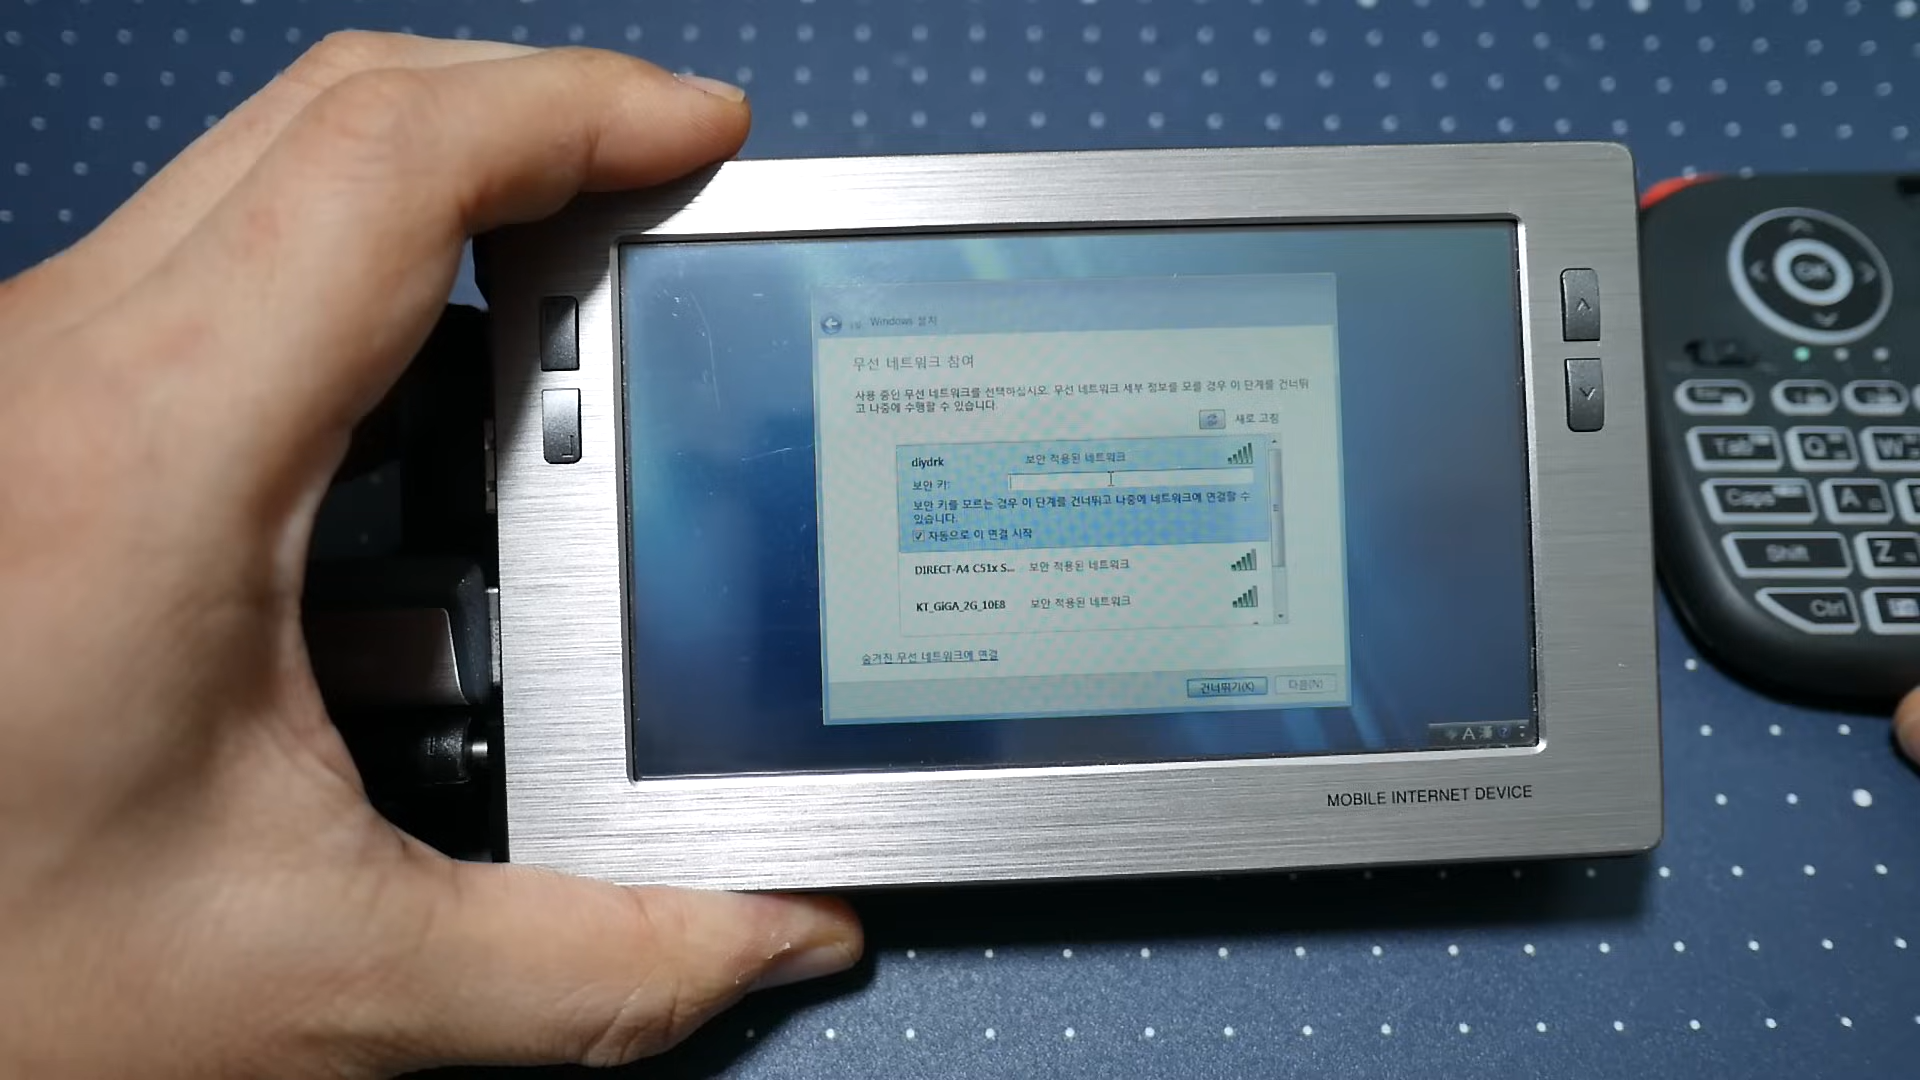 Windows 설치
무선 네트워크 참여
사용 중인 무선 네트워크를 선택하십시오. 무선 네트워크 세부 정보를 모를 경우 이 단계를 건너뛰
고 나중에 수행할 수 있습니다.
새로 고침
diydrk 보안 적용된 네트워크
보안 키:
보안 키를 모르는 경우 이 단계를 건너뛰고 나중에 네트워크에 연결할 수
있습니다.
자동으로 이 연결 시작
DIRECT-A4 C51x S... 보안 적용된 네트워크
KT_GiGA_2G_10E8 보안 적용된 네트워크
숨겨진 무선 네트워크에 연결
건너뛰기(K) 다음(N)
A 漢 ?
MOBILE INTERNET DEVICE
OK
Tab Q W
Caps A
Shift Z
Ctrl